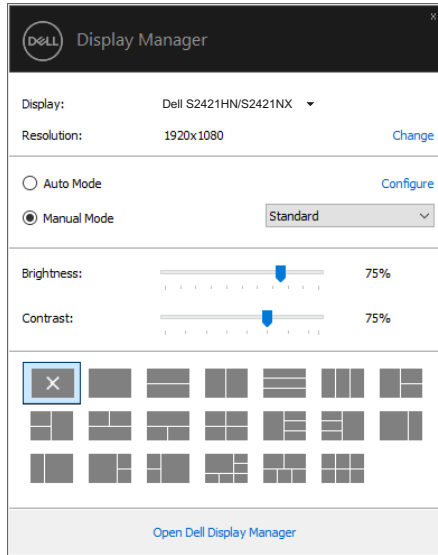 x
DELL Display Manager
Display: Dell S2421HN/S2421NX
Resolution: 1920x1080 Change
Auto Mode Configure
Manual Mode Standard
Brightness: 75%
Contrast: 75%
Open Dell Display Manager